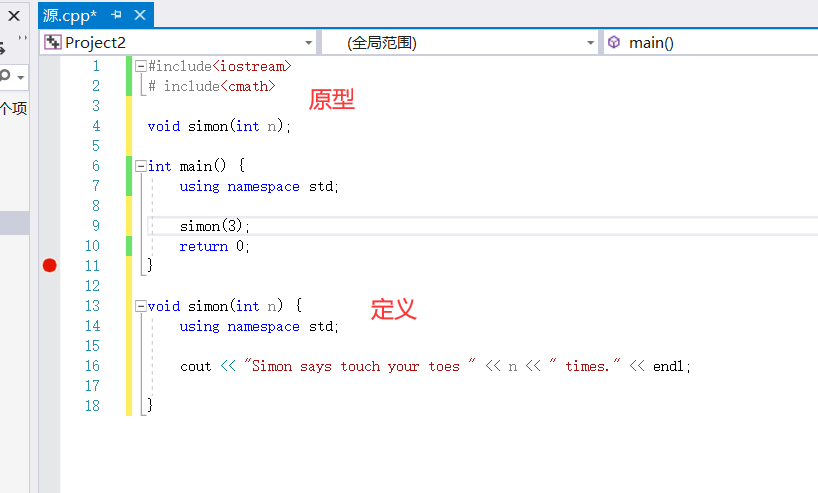 源.cpp*
Project2
(全局范围)
main()
个项
1 #include<iostream>
2 # include<cmath>
原型
3
4 void simon(int n);
5
6 int main() {
7 using namespace std;
8
9 simon(3);
10 return 0;
11 }
12
13 void simon(int n) {
定义
14 using namespace std;
15
16 cout << "Simon says touch your toes " << n << " times." << endl;
17
18 }